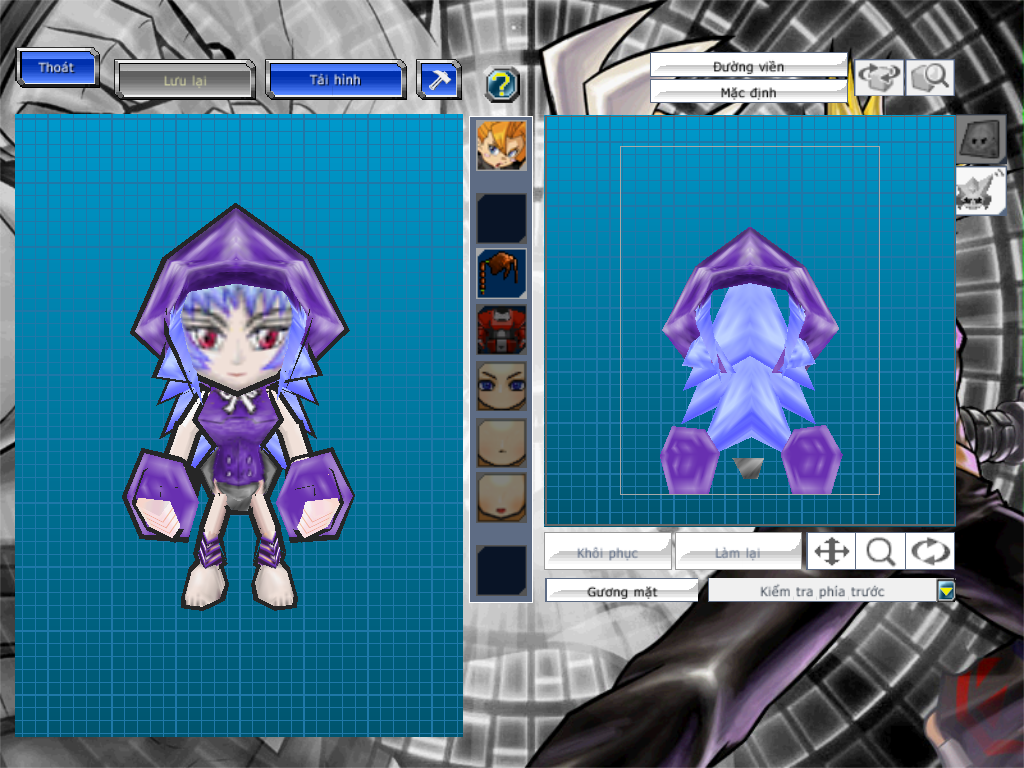 Thoát
Lưu lại
Tải hình
?
Đường viền
Mặc định
Khôi phục
Làm lại
Gương mặt
Kiểm tra phía trước